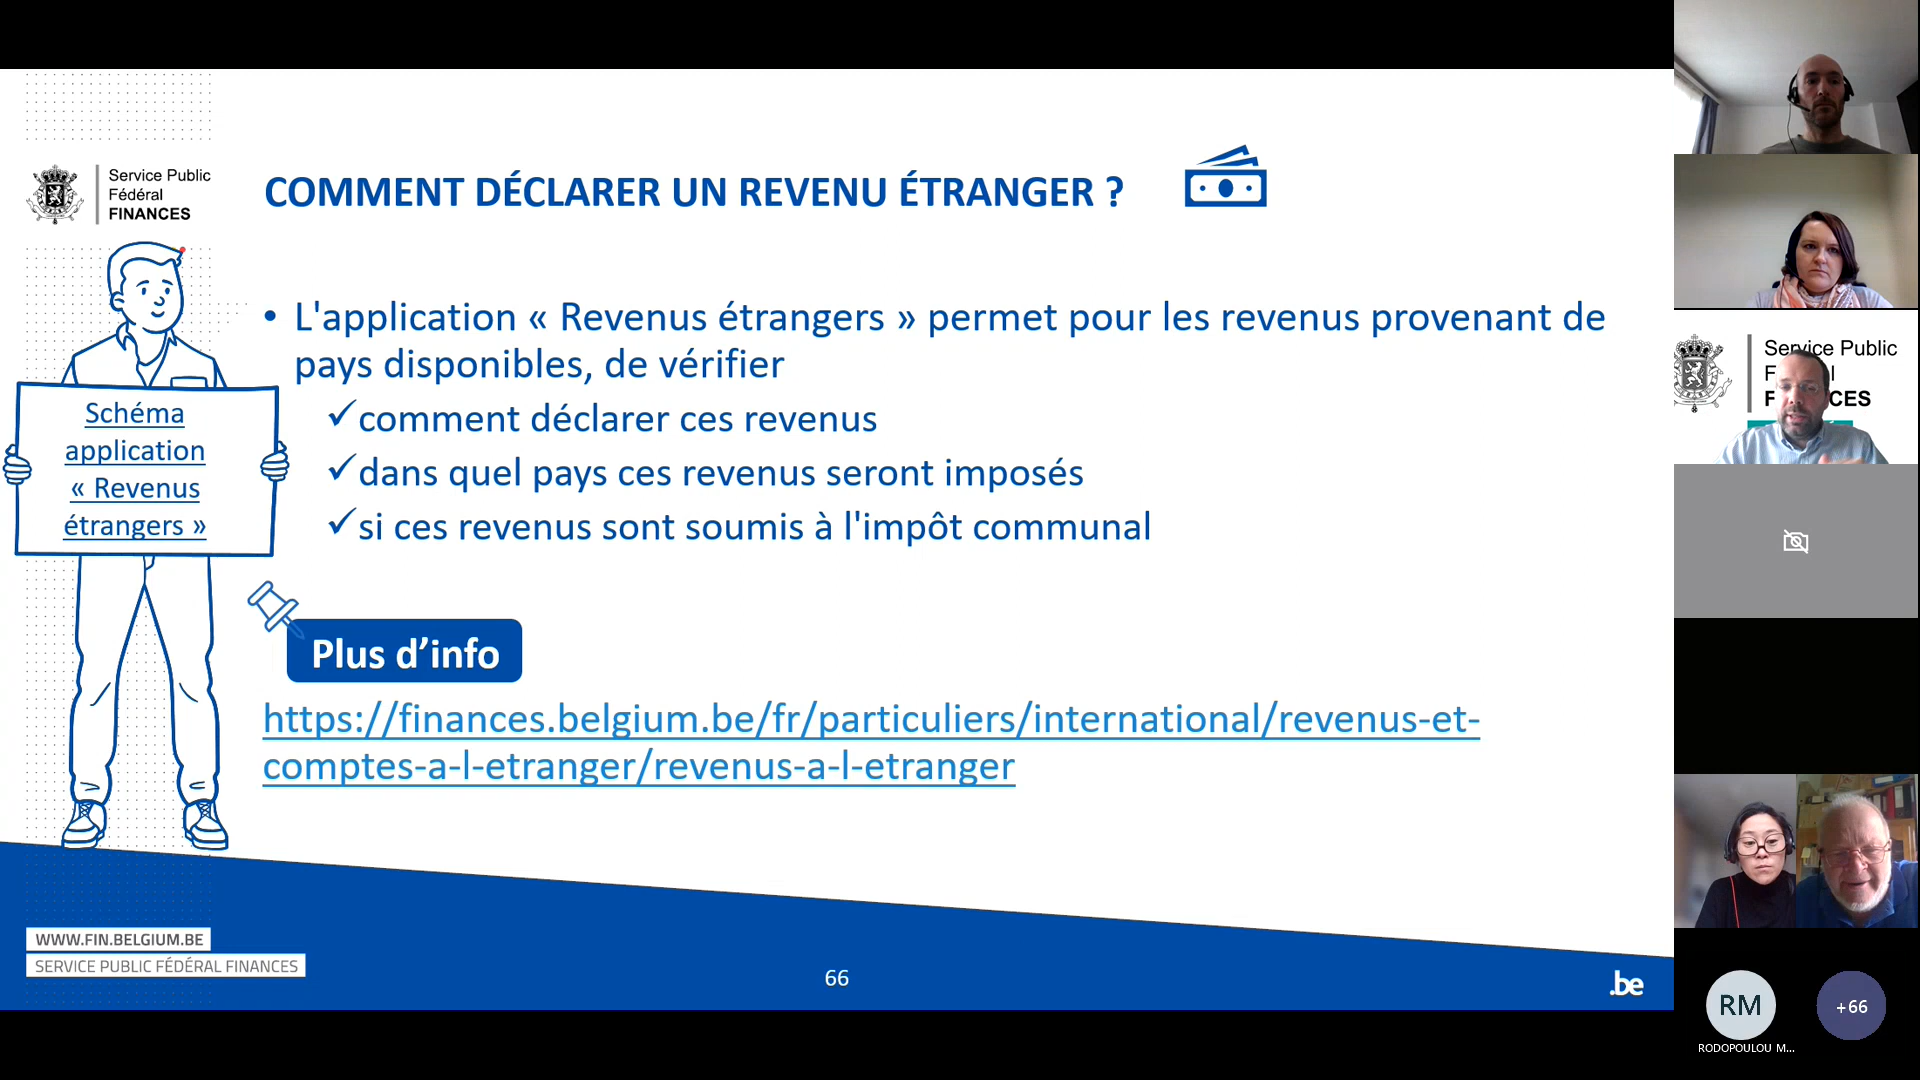 Service Public
Fédéral
FINANCES
COMMENT DÉCLARER UN REVENU ÉTRANGER ?
• L'application « Revenus étrangers » permet pour les revenus provenant de
pays disponibles, de vérifier
✓comment déclarer ces revenus
✓dans quel pays ces revenus seront imposés
✓si ces revenus sont soumis à l'impôt communal
Schéma
application
« Revenus
étrangers »
Plus d’info
https://finances.belgium.be/fr/particuliers/international/revenus-et-
comptes-a-l-etranger/revenus-a-l-etranger
WWW.FIN.BELGIUM.BE
SERVICE PUBLIC FÉDÉRAL FINANCES
66
.be
Service Public
RM
+66
RODOPOULOU M...